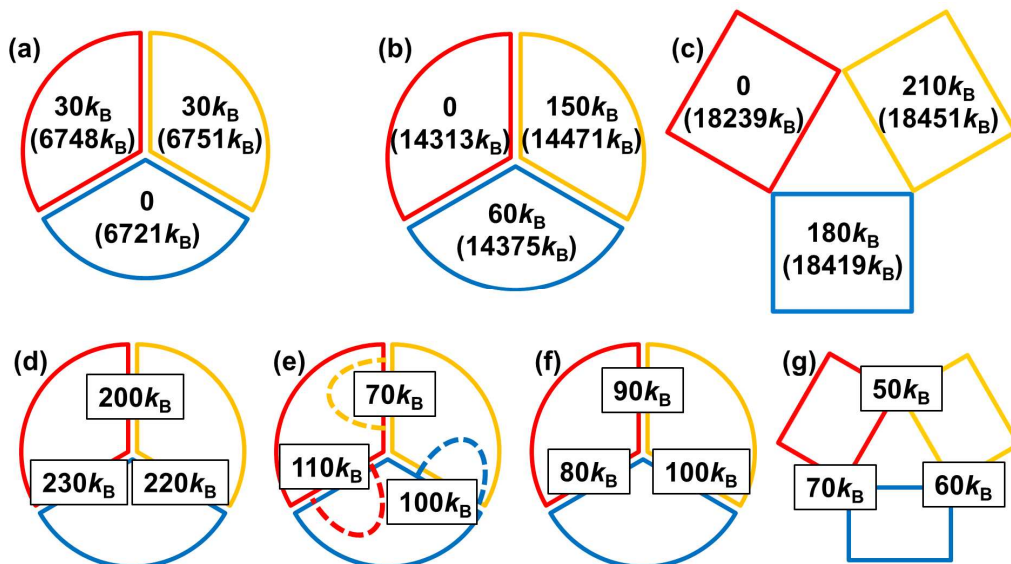 (a)
30kB
(6748kB)
30kB
(6751kB)
0
(6721kB)
(b)
0
(14313kB)
150kB
(14471kB)
60kB
(14375kB)
(c)
0
(18239kB)
210kB
(18451kB)
180kB
(18419kB)
(d)
200kB
230kB
220kB
(e)
70kB
110kB
100kB
(f)
90kB
80kB
100kB
(g)
50kB
70kB
60kB